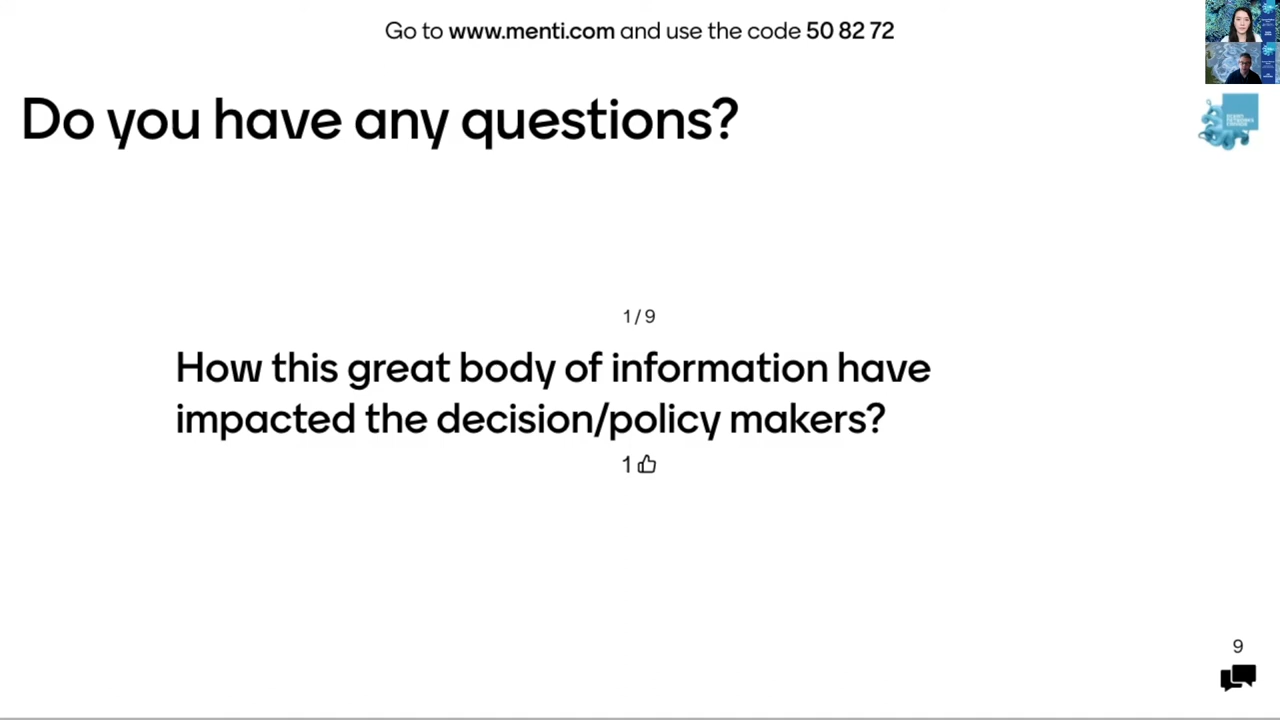 Go to www.menti.com and use the code 50 82 72
Do you have any questions?
1 / 9
How this great body of information have
impacted the decision/policy makers?
1
9